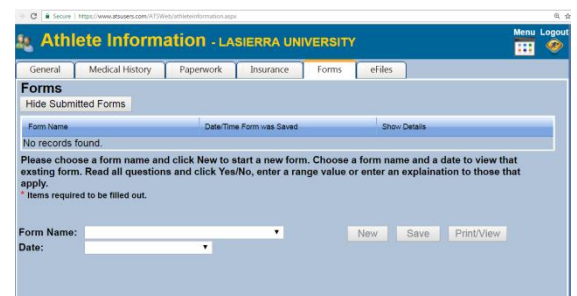 Secure https://www.atsusers.com/ATSWeb/athleteinformation.aspx
Athlete Information - LASIERRA UNIVERSITY
Menu Logout
General Medical History Paperwork Insurance Forms eFiles
Forms
Hide Submitted Forms
Form Name Date/Time Form was Saved Show Details
No records found.
Please choose a form name and click New to start a new form. Choose a form name and a date to view that
exsting form. Read all questions and click Yes/No, enter a range value or enter an explaination to those that
apply.
* Items required to be filled out.
Form Name: New Save Print/View
Date: